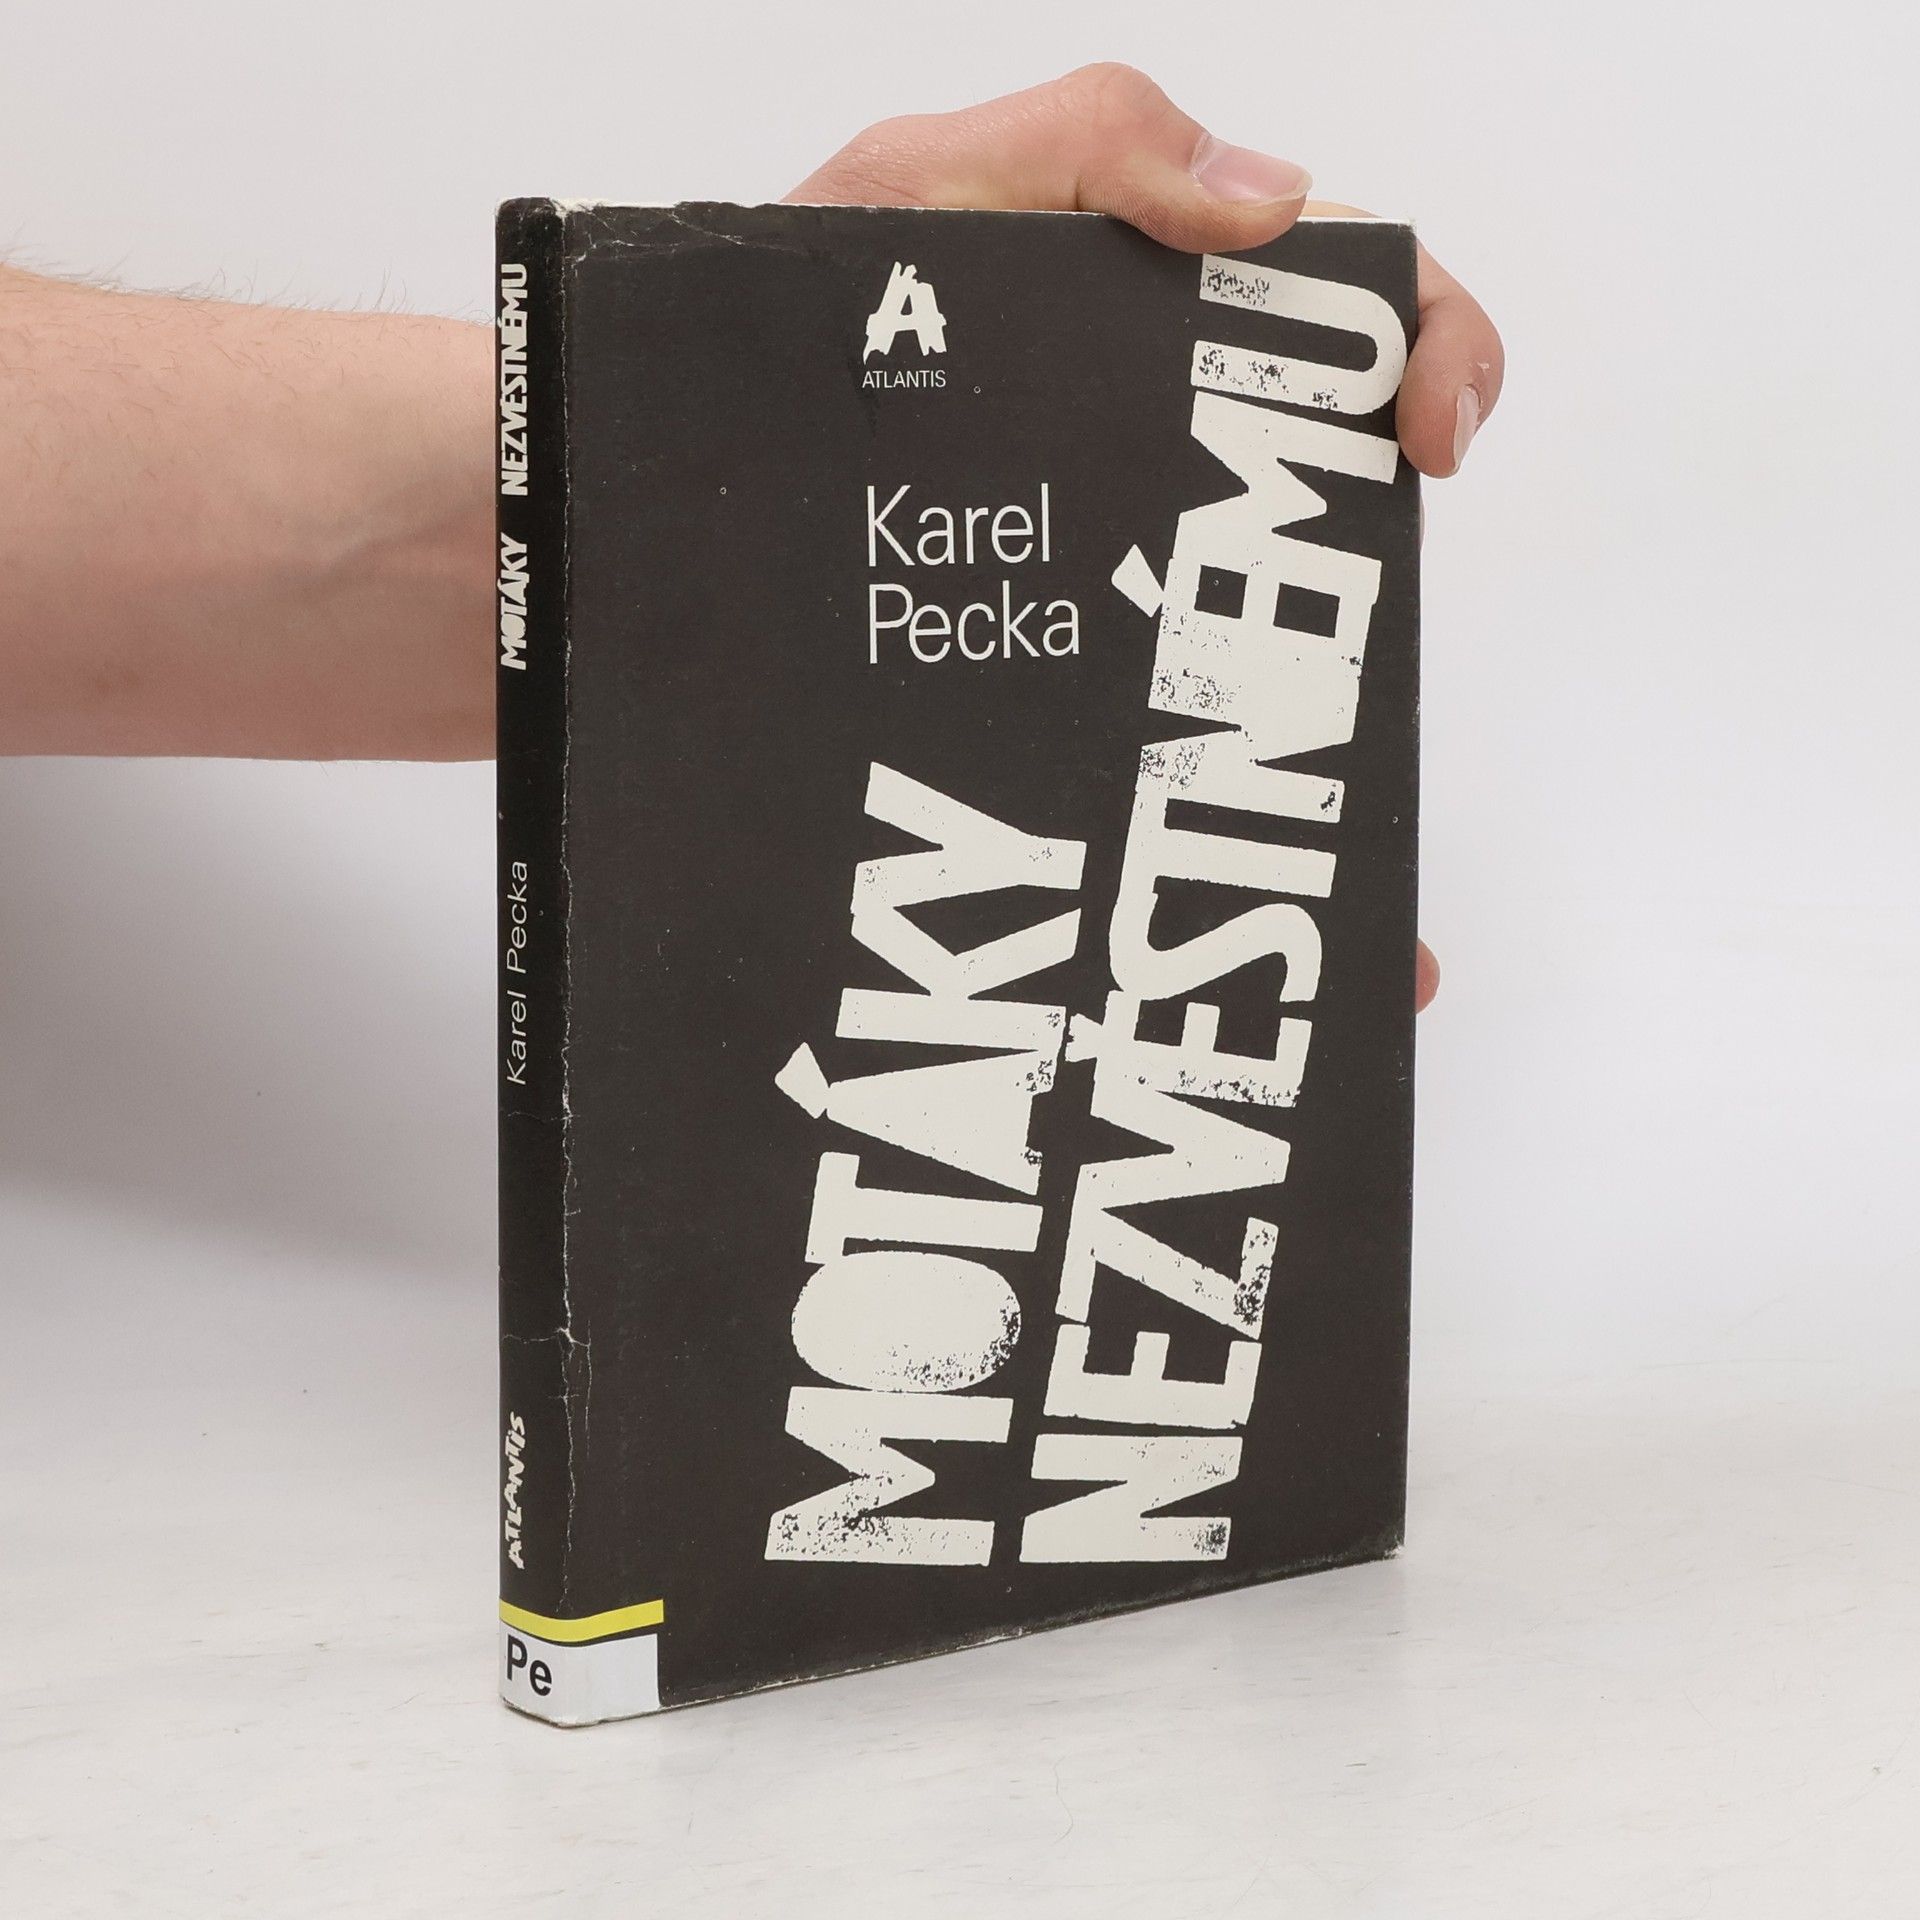 ATLANTIS
Karel
Pecka
MOTÁKY
NEZVĚSTNÉMU
MOTÁKY NEZVĚSTNÉMU
Karel Pecka
ATLANTIS
Pe